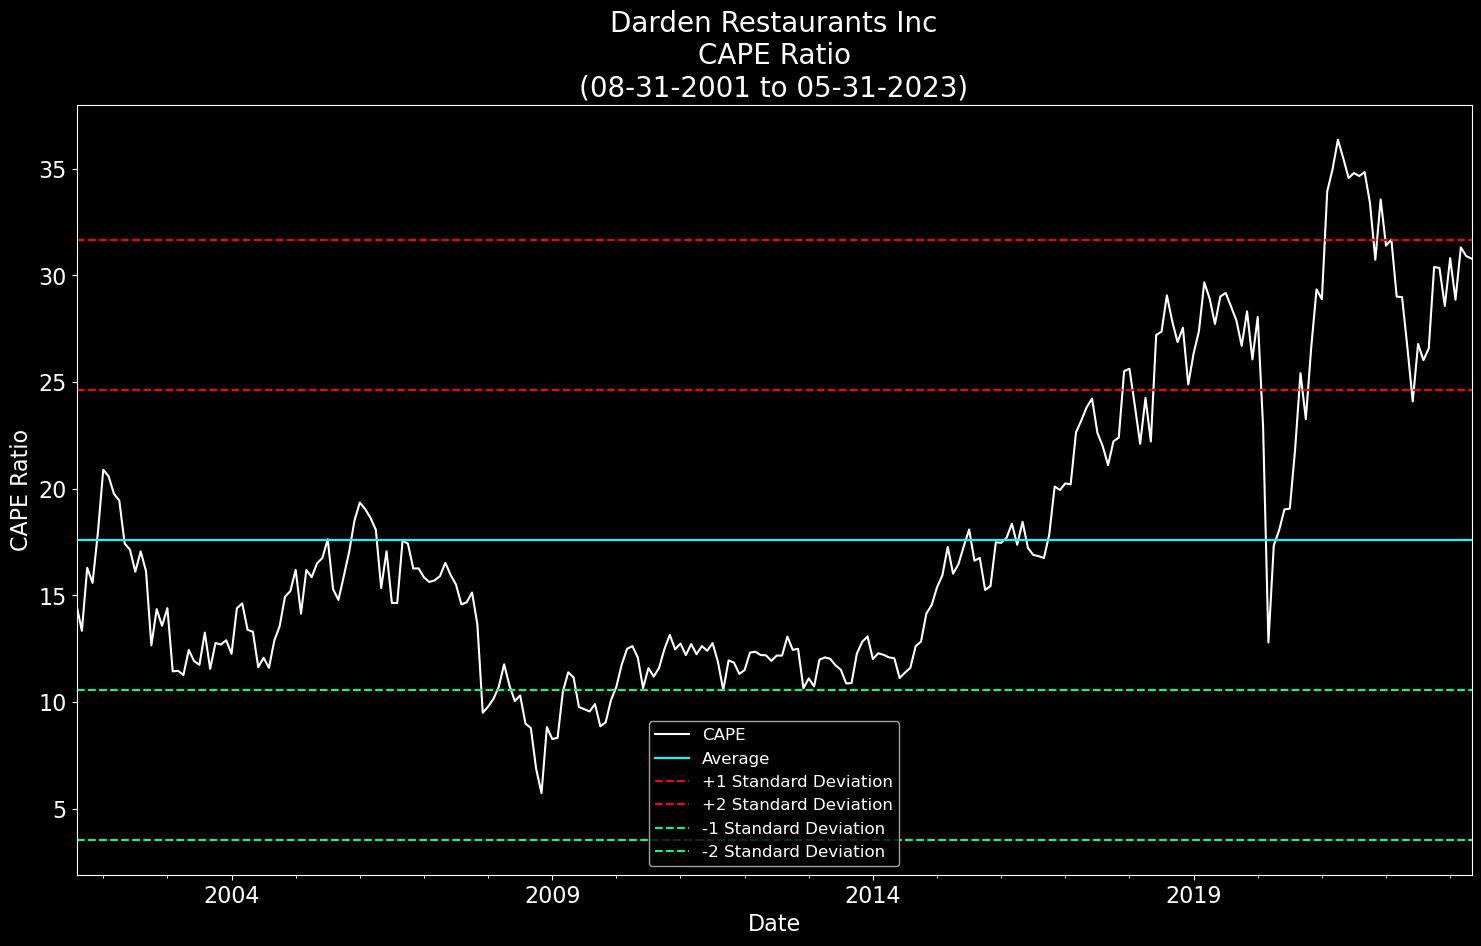 Darden Restaurants Inc
CAPE Ratio
(08-31-2001 to 05-31-2023)
35
30
25
20
15
10
5
CAPE Ratio
CAPE
Average
+1 Standard Deviation
+2 Standard Deviation
-1 Standard Deviation
-2 Standard Deviation
2004 2009 2014 2019
Date